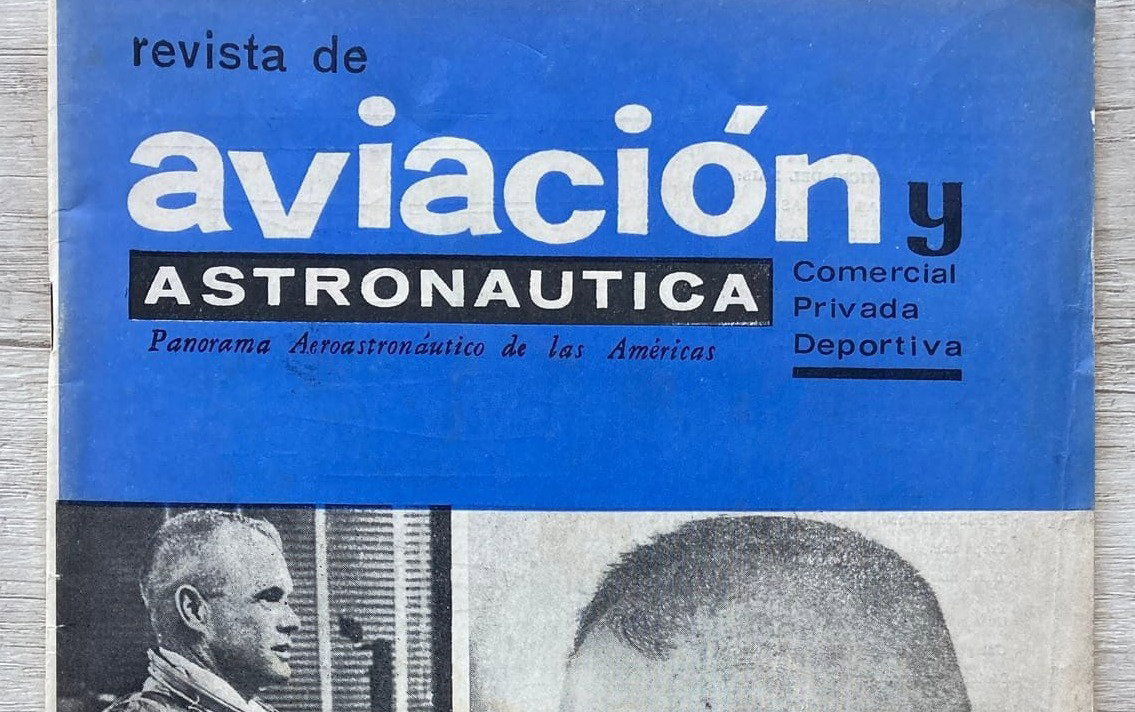 revista de
aviación y
ASTRONAUTICA
Panorama Aeroastronáutico de las Américas
Comercial
Privada
Deportiva